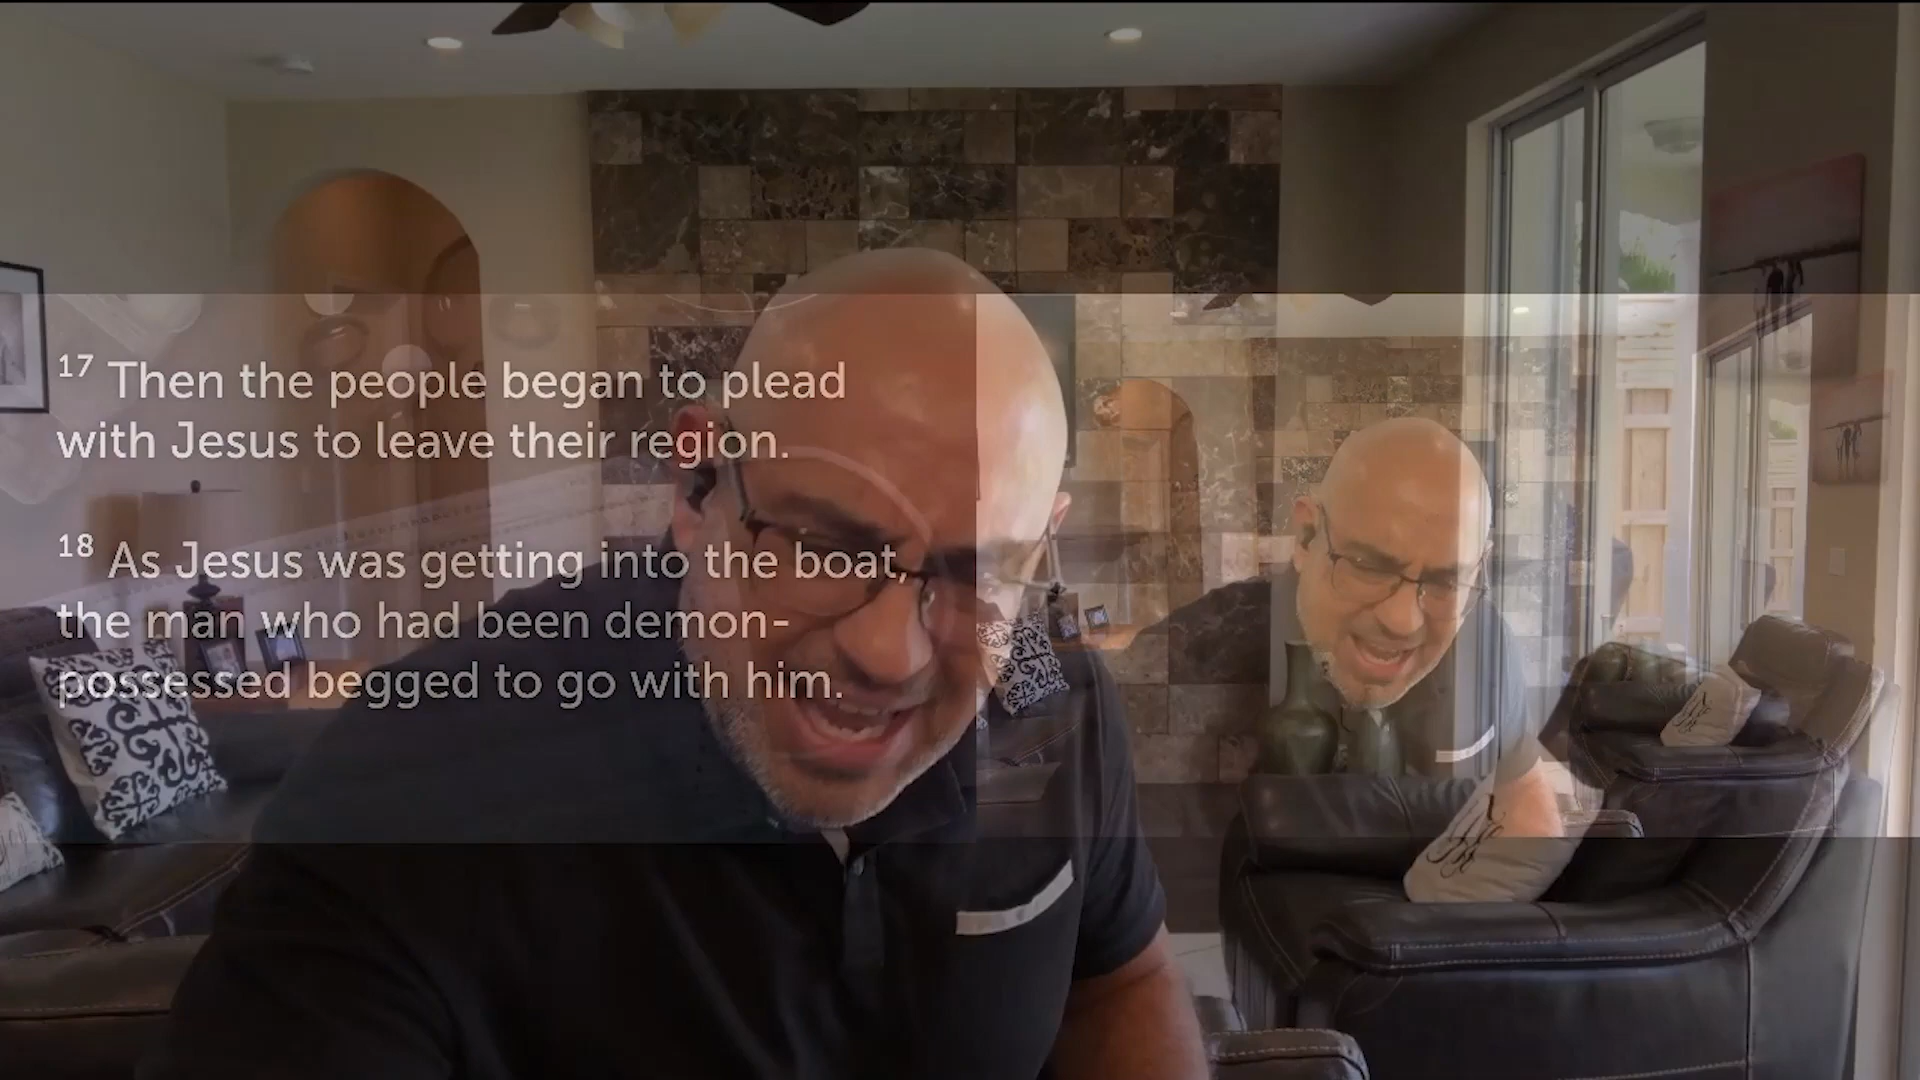 17 Then the people began to plead
with Jesus to leave their region.
18 As Jesus was getting into the boat,
the man who had been demon-
possessed begged to go with him.